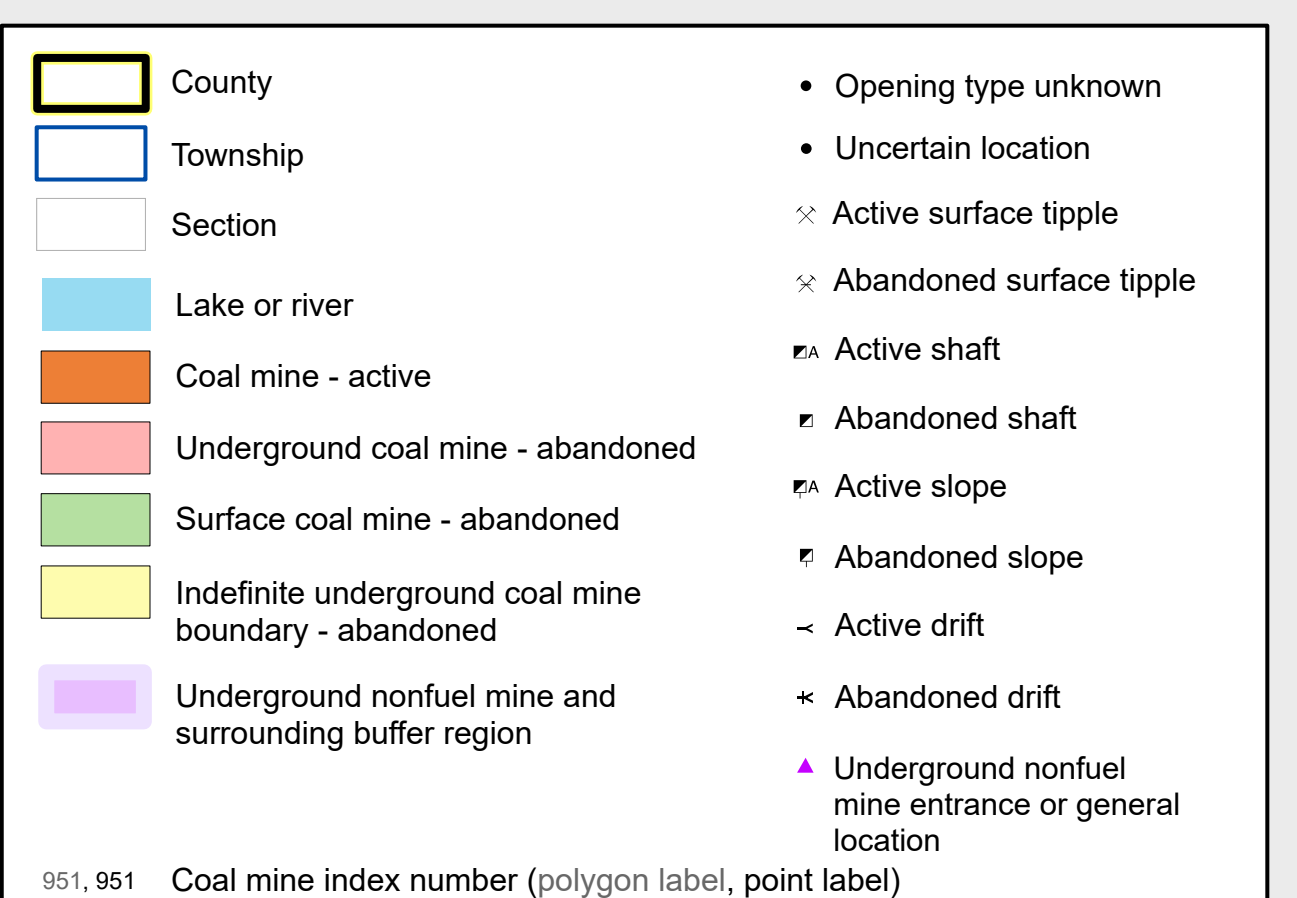 County
Township
Section
Lake or river
Coal mine - active
Underground coal mine - abandoned
Surface coal mine - abandoned
Indefinite underground coal mine
boundary - abandoned
Underground nonfuel mine and
surrounding buffer region
Opening type unknown
Uncertain location
Active surface tipple
Abandoned surface tipple
A Active shaft
Abandoned shaft
A Active slope
Abandoned slope
Active drift
Abandoned drift
Underground nonfuel
mine entrance or general
location
951, 951 Coal mine index number (polygon label, point label)